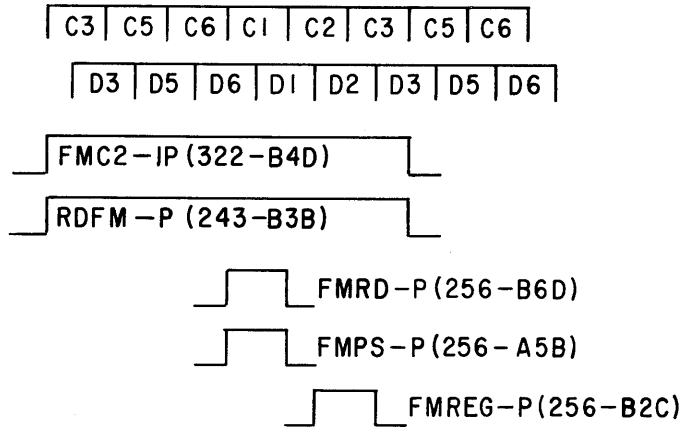 C3 C5 C6 C1 C2 C3 C5 C6
D3 D5 D6 D1 D2 D3 D5 D6
FMC2-1P(322-B4D)
RDFM-P(243-B3B)
FMRD-P(256-B6D)
FMPS-P(256-A5B)
FMREG-P(256-B2C)